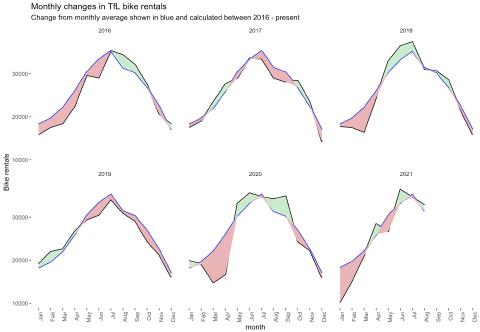 Monthly changes in TfL bike rentals
Change from monthly average shown in blue and calculated between 2016 - present
2016 2017 2018
30000
20000
10000
Bike rentals
2019 2020 2021
30000
20000
10000
Jan Feb Mar Apr May Jun Jul Aug Sep Oct Nov Dec Jan Feb Mar Apr May Jun Jul Aug Sep Oct Nov Dec Jan Feb Mar Apr May Jun Jul Aug Sep Oct Nov Dec
month